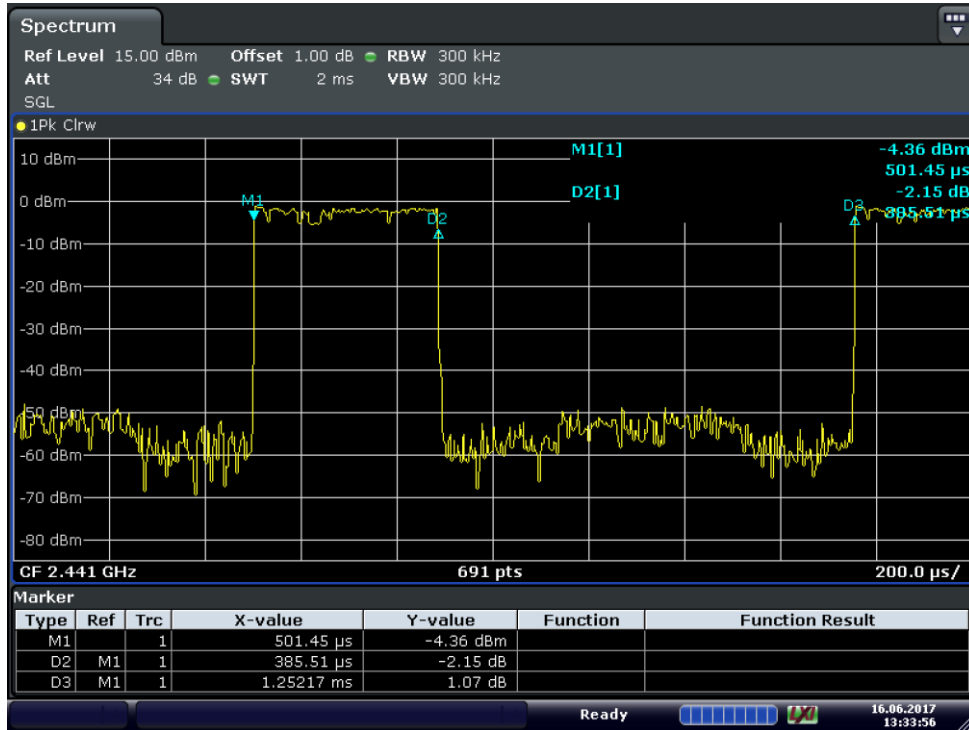 Spectrum
Ref Level 15.00 dBm Offset 1.00 dB RBW 300 kHz
Att 34 dB SWT 2 ms VBW 300 kHz
SGL
1Pk Clrw
M1[1] -4.36 dBm
501.45 µs
D2[1] -2.15 dB
385.51 µs
10 dBm
0 dBm
-10 dBm
-20 dBm
-30 dBm
-40 dBm
-50 dBm
-60 dBm
-70 dBm
-80 dBm
M1
D2
D3
CF 2.441 GHz 691 pts 200.0 µs/
Marker
Type Ref Trc X-value Y-value Function Function Result
M1 1 501.45 µs -4.36 dBm
D2 M1 1 385.51 µs -2.15 dB
D3 M1 1 1.25217 ms 1.07 dB
Ready LXI 16.06.2017
13:33:56